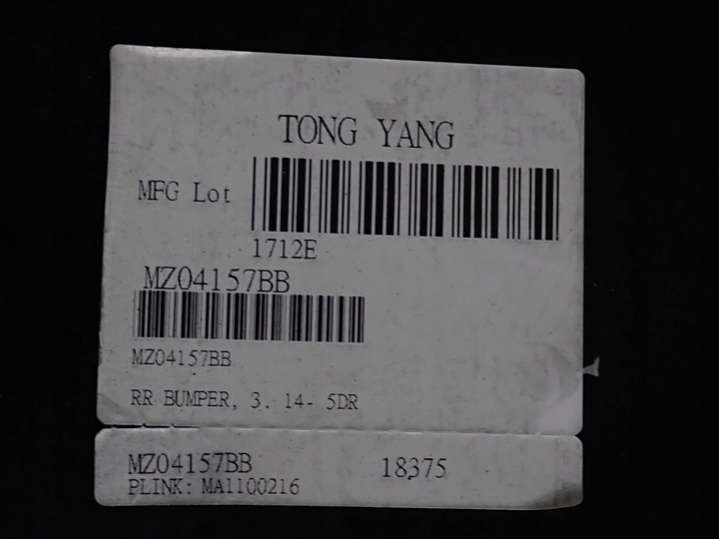 TONG YANG
MFG Lot
1712E
MZ04157BB
MZ04157BB
RR BUMPER, 3. 14- 5DR
MZ04157BB 18375
PLINK: MA1100216